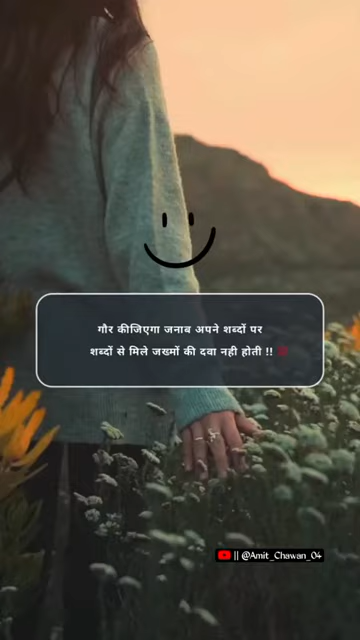 गौर कीजिएगा जनाब अपने शब्दों पर
शब्दों से मिले जख्मों की दवा नही होती !!
|| @Amit_Chawan_04